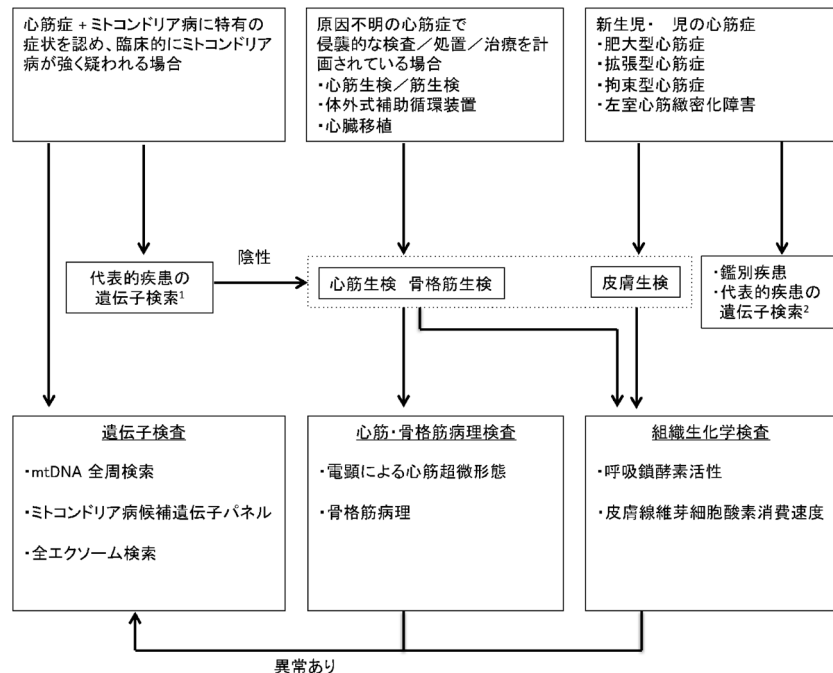 心筋症 + ミトコンドリア病に特有の
症状を認め、臨床的にミトコンドリア
病が強く疑われる場合
原因不明の心筋症で
侵襲的な検査／処置／治療を計
画されている場合
・心筋生検／筋生検
・体外式補助循環装置
・心臓移植
新生児・ 児の心筋症
・肥大型心筋症
・拡張型心筋症
・拘束型心筋症
・左室心筋緻密化障害
代表的疾患の
遺伝子検索1
陰性
心筋生検 骨格筋生検
皮膚生検
・鑑別疾患
・代表的疾患の
遺伝子検索2
遺伝子検査
・mtDNA 全周検索
・ミトコンドリア病候補遺伝子パネル
・全エクソーム検索
心筋・骨格筋病理検査
・電顕による心筋超微形態
・骨格筋病理
組織生化学検査
・呼吸鎖酵素活性
・皮膚線維芽細胞酸素消費速度
異常あり